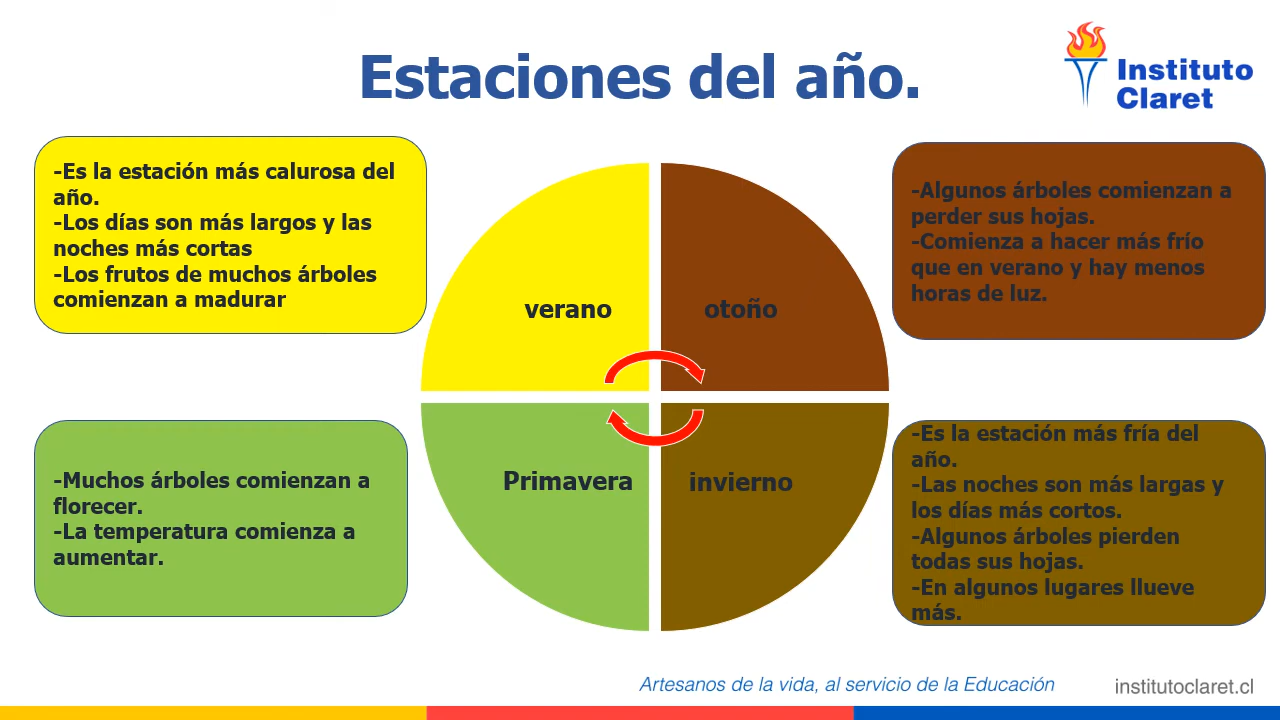 Estaciones del año.
Instituto
Claret
-Es la estación más calurosa del
año.
-Los días son más largos y las
noches más cortas
-Los frutos de muchos árboles
comienzan a madurar
-Algunos árboles comienzan a
perder sus hojas.
-Comienza a hacer más frío
que en verano y hay menos
horas de luz.
verano
otoño
Primavera
invierno
-Muchos árboles comienzan a
florecer.
-La temperatura comienza a
aumentar.
-Es la estación más fría del
año.
-Las noches son más largas y
los días más cortos.
-Algunos árboles pierden
todas sus hojas.
-En algunos lugares llueve
más.
Artesanos de la vida, al servicio de la Educación
institutoclaret.cl